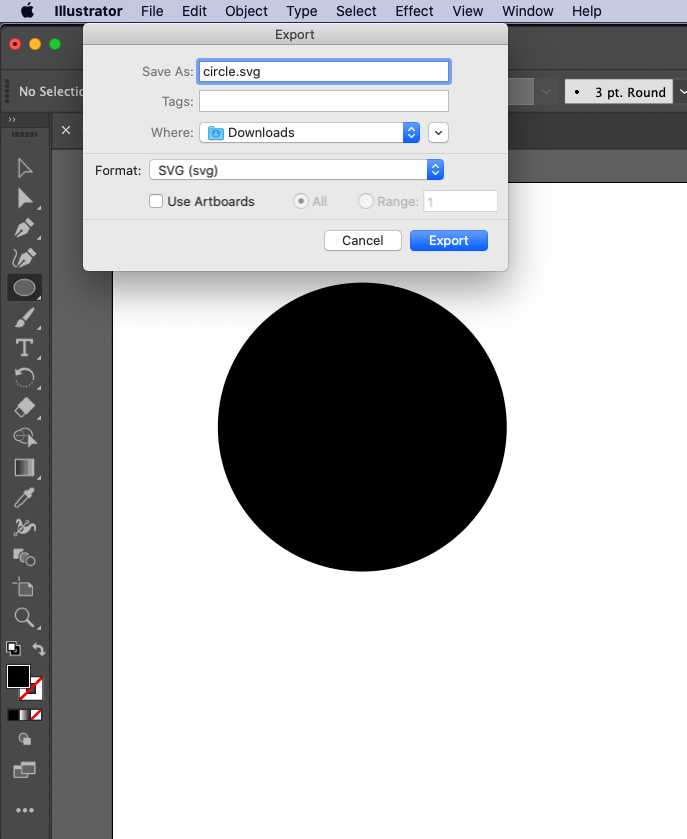 Illustrator File Edit Object Type Select Effect View Window Help
Export
No Selectio
3 pt. Round
Save As: circle.svg
Tags:
Where: Downloads
Format: SVG (svg)
Use Artboards All Range: 1
Cancel Export